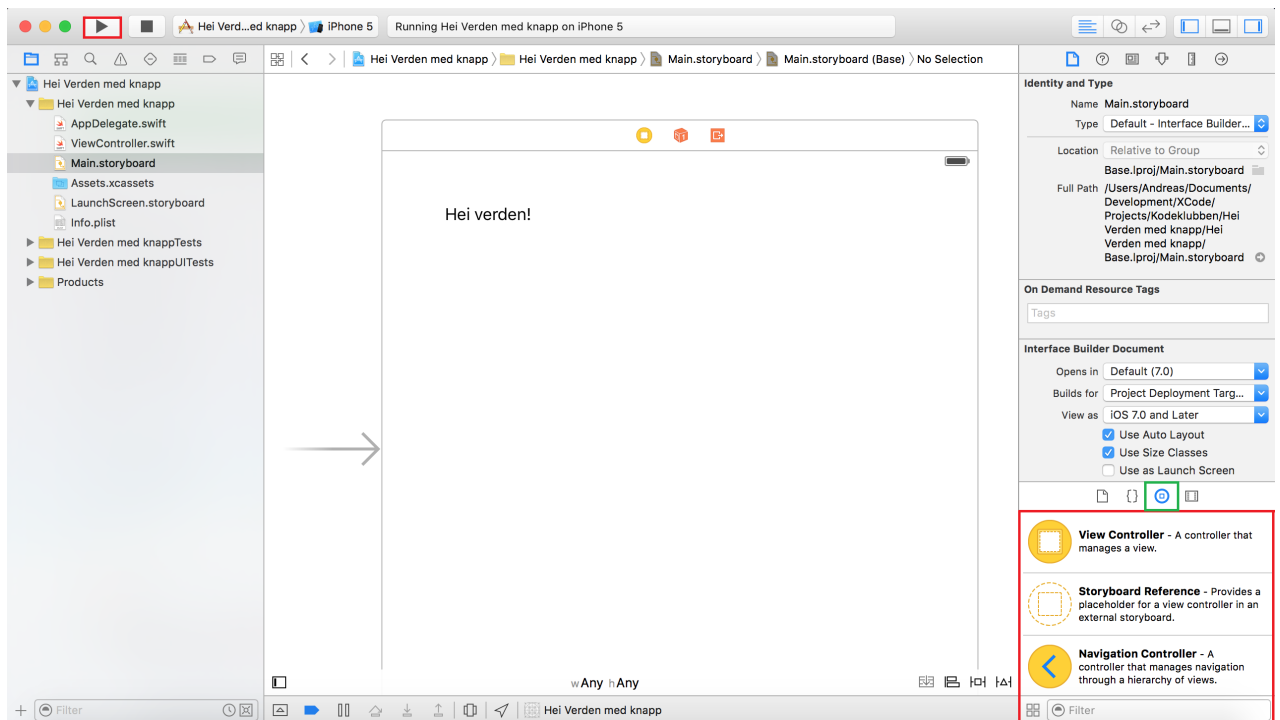 Hei Verd...ed knapp iPhone 5 Running Hei Verden med knapp on iPhone 5
Hei Verden med knapp Hei Verden med knapp Main.storyboard Main.storyboard (Base) No Selection
Hei Verden med knapp
Hei Verden med knapp
AppDelegate.swift
ViewController.swift
Main.storyboard
Assets.xcassets
LaunchScreen.storyboard
Info.plist
Hei Verden med knappTests
Hei Verden med knappUITests
Products
Filter
Hei verden!
wAny hAny
Hei Verden med knapp
Identity and Type
Name Main.storyboard
Type Default - Interface Builder...
Location Relative to Group
Base.lproj/Main.storyboard
Full Path /Users/Andreas/Documents/
Development/XCode/
Projects/Kodeklubben/Hei
Verden med knapp/Hei
Verden med knapp/
Base.lproj/Main.storyboard
On Demand Resource Tags
Tags
Interface Builder Document
Opens in Default (7.0)
Builds for Project Deployment Targ...
View as iOS 7.0 and Later
Use Auto Layout
Use Size Classes
Use as Launch Screen
View Controller - A controller that
manages a view.
Storyboard Reference - Provides a
placeholder for a view controller in an
external storyboard.
Navigation Controller - A
controller that manages navigation
through a hierarchy of views.
Filter